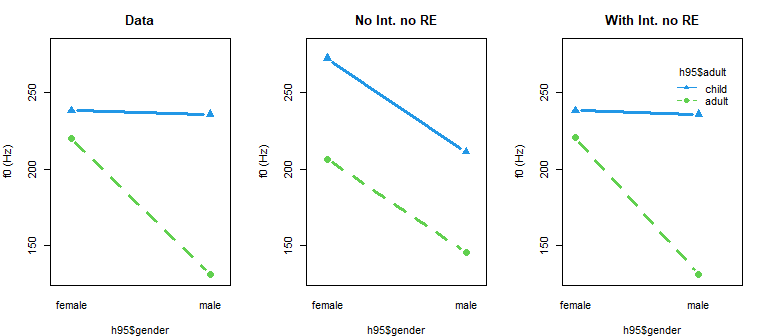 Data
f0 (Hz)
250
200
150
female
male
h95$gender
No Int. no RE
f0 (Hz)
250
200
150
female
male
h95$gender
With Int. no RE
f0 (Hz)
250
200
150
h95$adult
child
adult
female
male
h95$gender